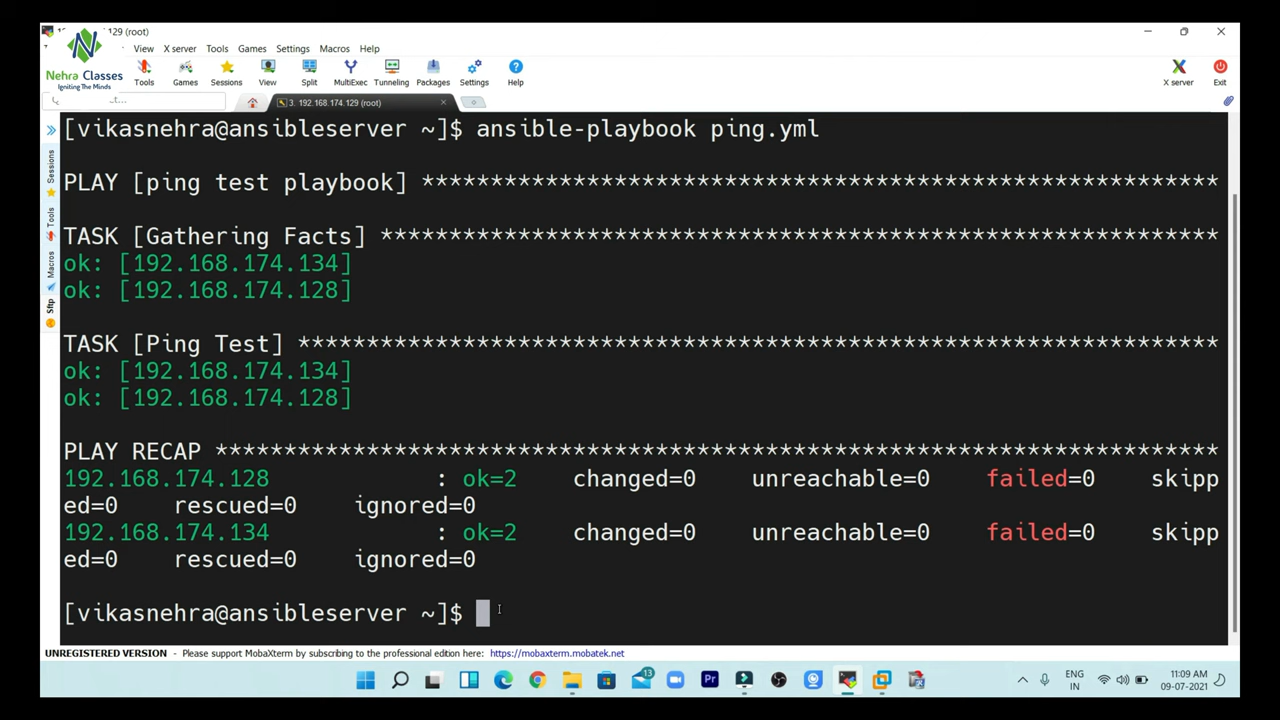 129 (root)
View X server Tools Games Settings Macros Help
Nehra Classes
Igniting The Minds
Tools Games Sessions View Split MultiExec Tunneling Packages Settings Help X server Exit
3. 192.168.174.129 (root)
Sessions
Tools
Macros
Sftp
[vikasnehra@ansibleserver ~]$ ansible-playbook ping.yml
PLAY [ping test playbook] **********************************************************
TASK [Gathering Facts] *************************************************************
ok: [192.168.174.134]
ok: [192.168.174.128]
TASK [Ping Test] *******************************************************************
ok: [192.168.174.134]
ok: [192.168.174.128]
PLAY RECAP *************************************************************************
192.168.174.128 : ok=2 changed=0 unreachable=0 failed=0 skipp
ed=0 rescued=0 ignored=0
192.168.174.134 : ok=2 changed=0 unreachable=0 failed=0 skipp
ed=0 rescued=0 ignored=0
[vikasnehra@ansibleserver ~]$
UNREGISTERED VERSION - Please support MobaXterm by subscribing to the professional edition here: https://mobaxterm.mobatek.net
13
Pr
ENG
IN
11:09 AM
09-07-2021